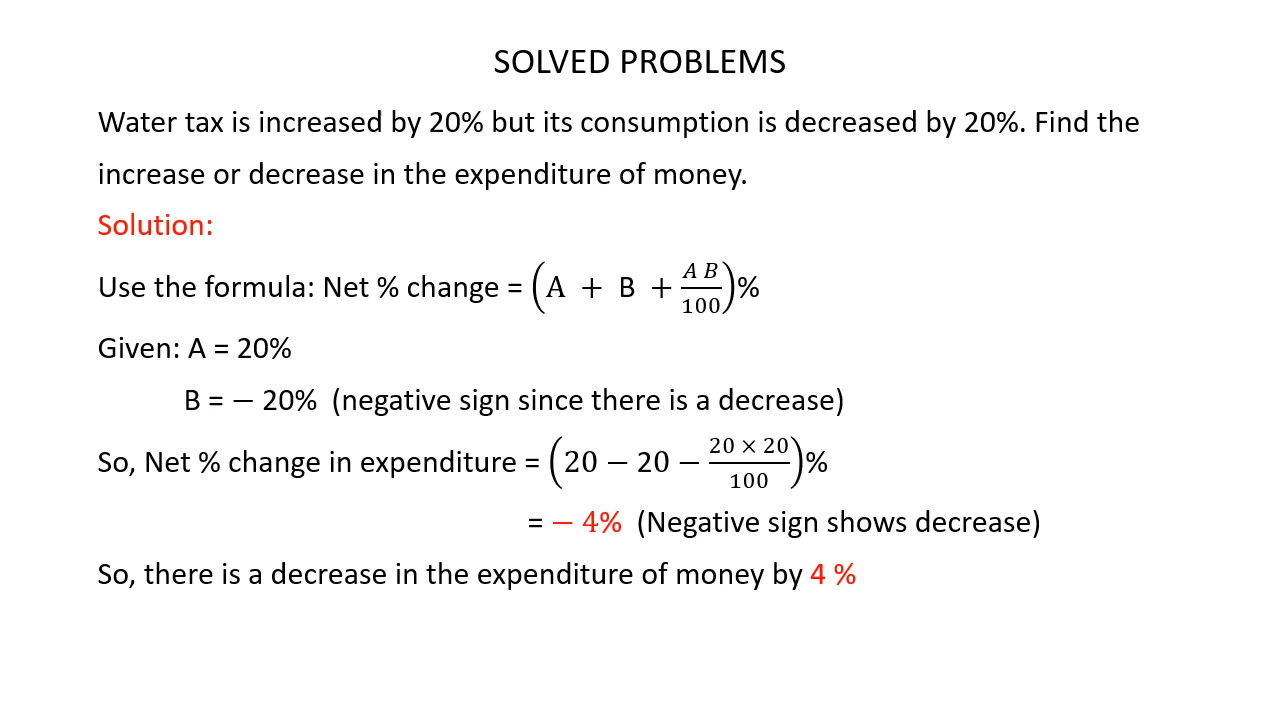 SOLVED PROBLEMS
Water tax is increased by 20% but its consumption is decreased by 20%. Find the
increase or decrease in the expenditure of money.
Solution:
Use the formula: Net % change = (A + B + A B/100)%
Given: A = 20%
B = − 20% (negative sign since there is a decrease)
So, Net % change in expenditure = (20 − 20 − 20 × 20/100)%
= − 4% (Negative sign shows decrease)
So, there is a decrease in the expenditure of money by 4 %